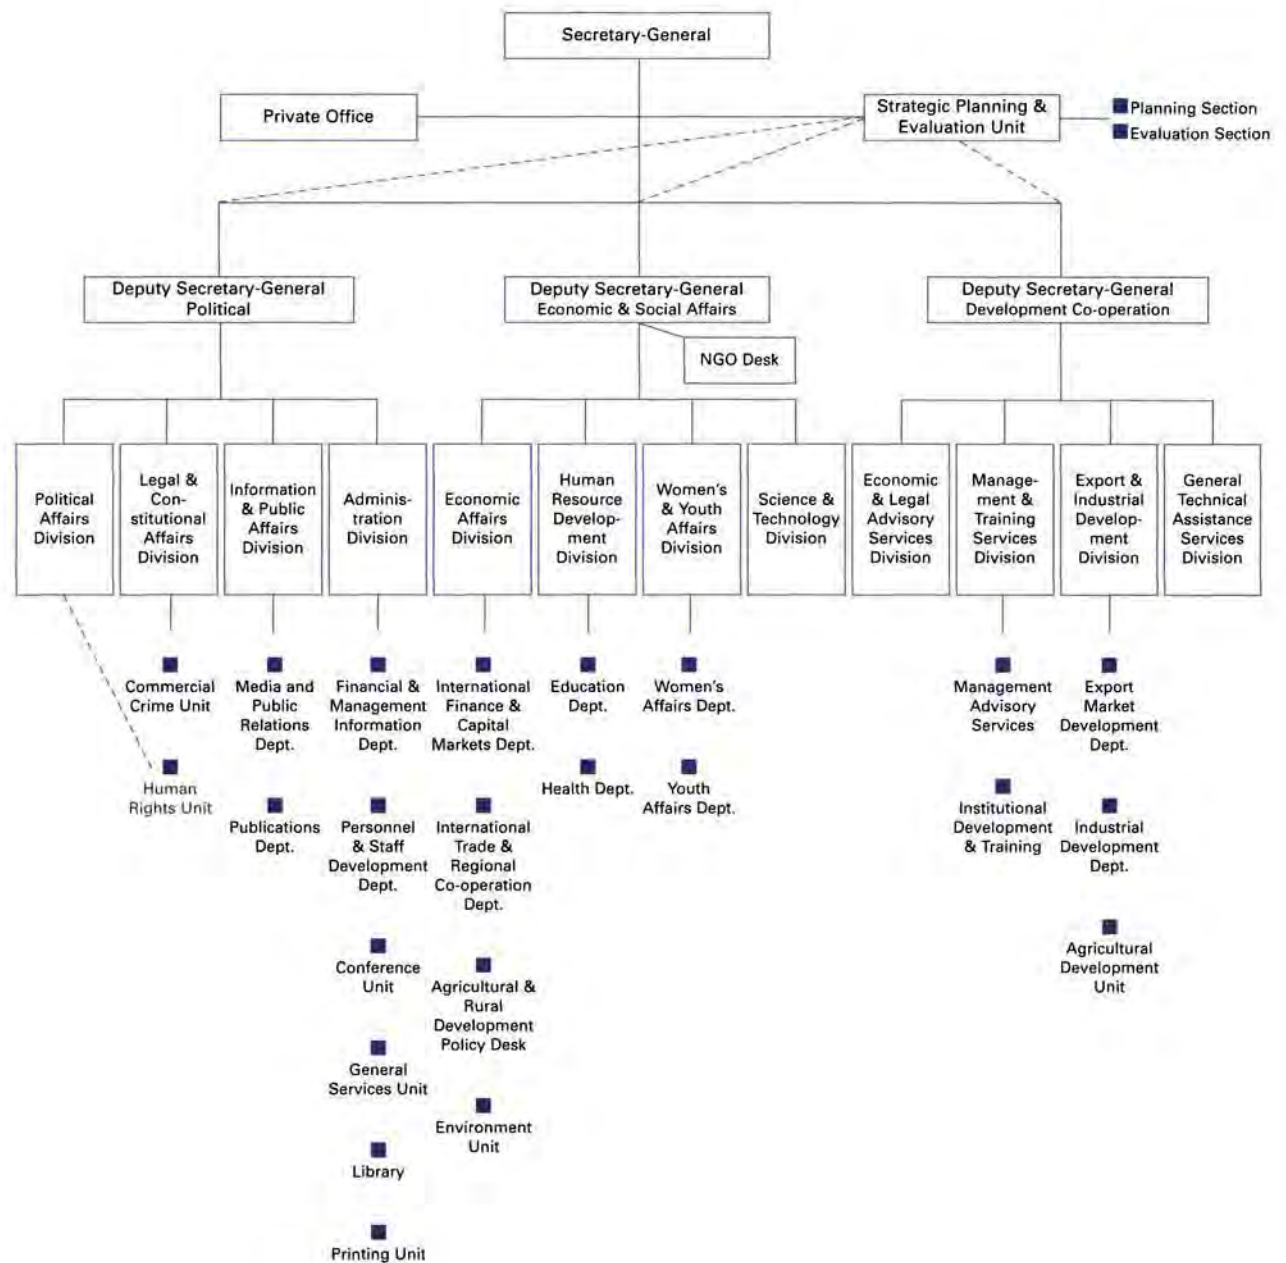 Secretary-General
Private Office
Strategic Planning &
Evaluation Unit
Planning Section
Evaluation Section
Deputy Secretary-General
Political
Deputy Secretary-General
Economic & Social Affairs
Deputy Secretary-General
Development Co-operation
NGO Desk
Political
Affairs
Division
Legal &
Con-
stitutional
Affairs
Division
Information
& Public
Affairs
Division
Adminis-
tration
Division
Economic
Affairs
Division
Human
Resource
Develop-
ment
Division
Women's
& Youth
Affairs
Division
Science &
Technology
Division
Economic
& Legal
Advisory
Services
Division
Manage-
ment &
Training
Services
Division
Export &
Industrial
Develop-
ment
Division
General
Technical
Assistance
Services
Division
Commercial
Crime Unit
Human
Rights Unit
Media and
Public
Relations
Dept.
Publications
Dept.
Financial &
Management
Information
Dept.
Personnel
& Staff
Development
Dept.
Conference
Unit
General
Services Unit
Library
Printing Unit
International
Finance &
Capital
Markets Dept.
International
Trade &
Regional
Co-operation
Dept.
Agricultural &
Rural
Development
Policy Desk
Environment
Unit
Education
Dept.
Health Dept.
Women's
Affairs Dept.
Youth
Affairs Dept.
Management
Advisory
Services
Institutional
Development
& Training
Export
Market
Development
Dept.
Industrial
Development
Dept.
Agricultural
Development
Unit